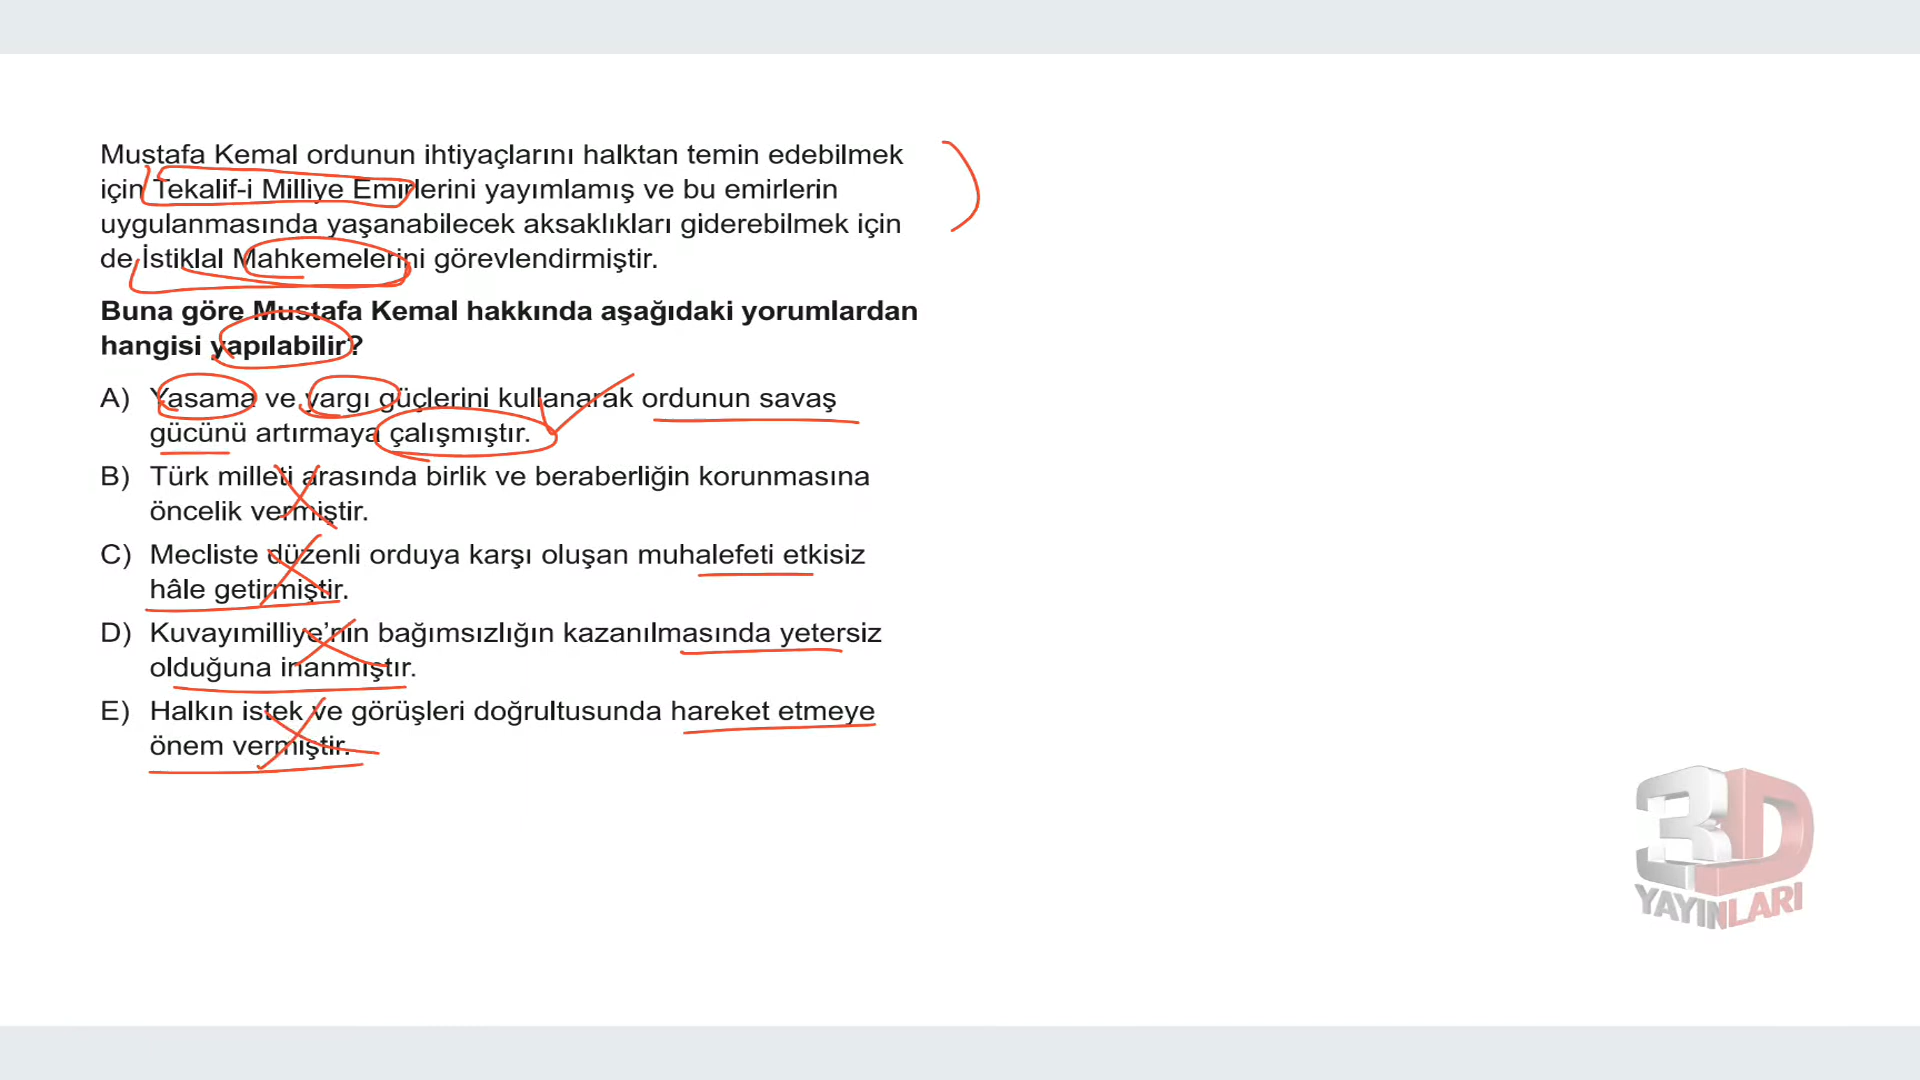 Mustafa Kemal ordunun ihtiyaçlarını halktan temin edebilmek
için Tekalif-i Milliye Emirlerini yayımlamış ve bu emirlerin
uygulanmasında yaşanabilecek aksaklıkları giderebilmek için
de İstiklal Mahkemelerini görevlendirmiştir.
Buna göre Mustafa Kemal hakkında aşağıdaki yorumlardan
hangisi yapılabilir?
A) Yasama ve yargı güçlerini kullanarak ordunun savaş
gücünü artırmaya çalışmıştır.
B) Türk milleti arasında birlik ve beraberliğin korunmasına
öncelik vermiştir.
C) Mecliste düzenli orduya karşı oluşan muhalefeti etkisiz
hâle getirmiştir.
D) Kuvayımilliye'nin bağımsızlığın kazanılmasında yetersiz
olduğuna inanmıştır.
E) Halkın istek ve görüşleri doğrultusunda hareket etmeye
önem vermiştir.
3D
YAYINLARI